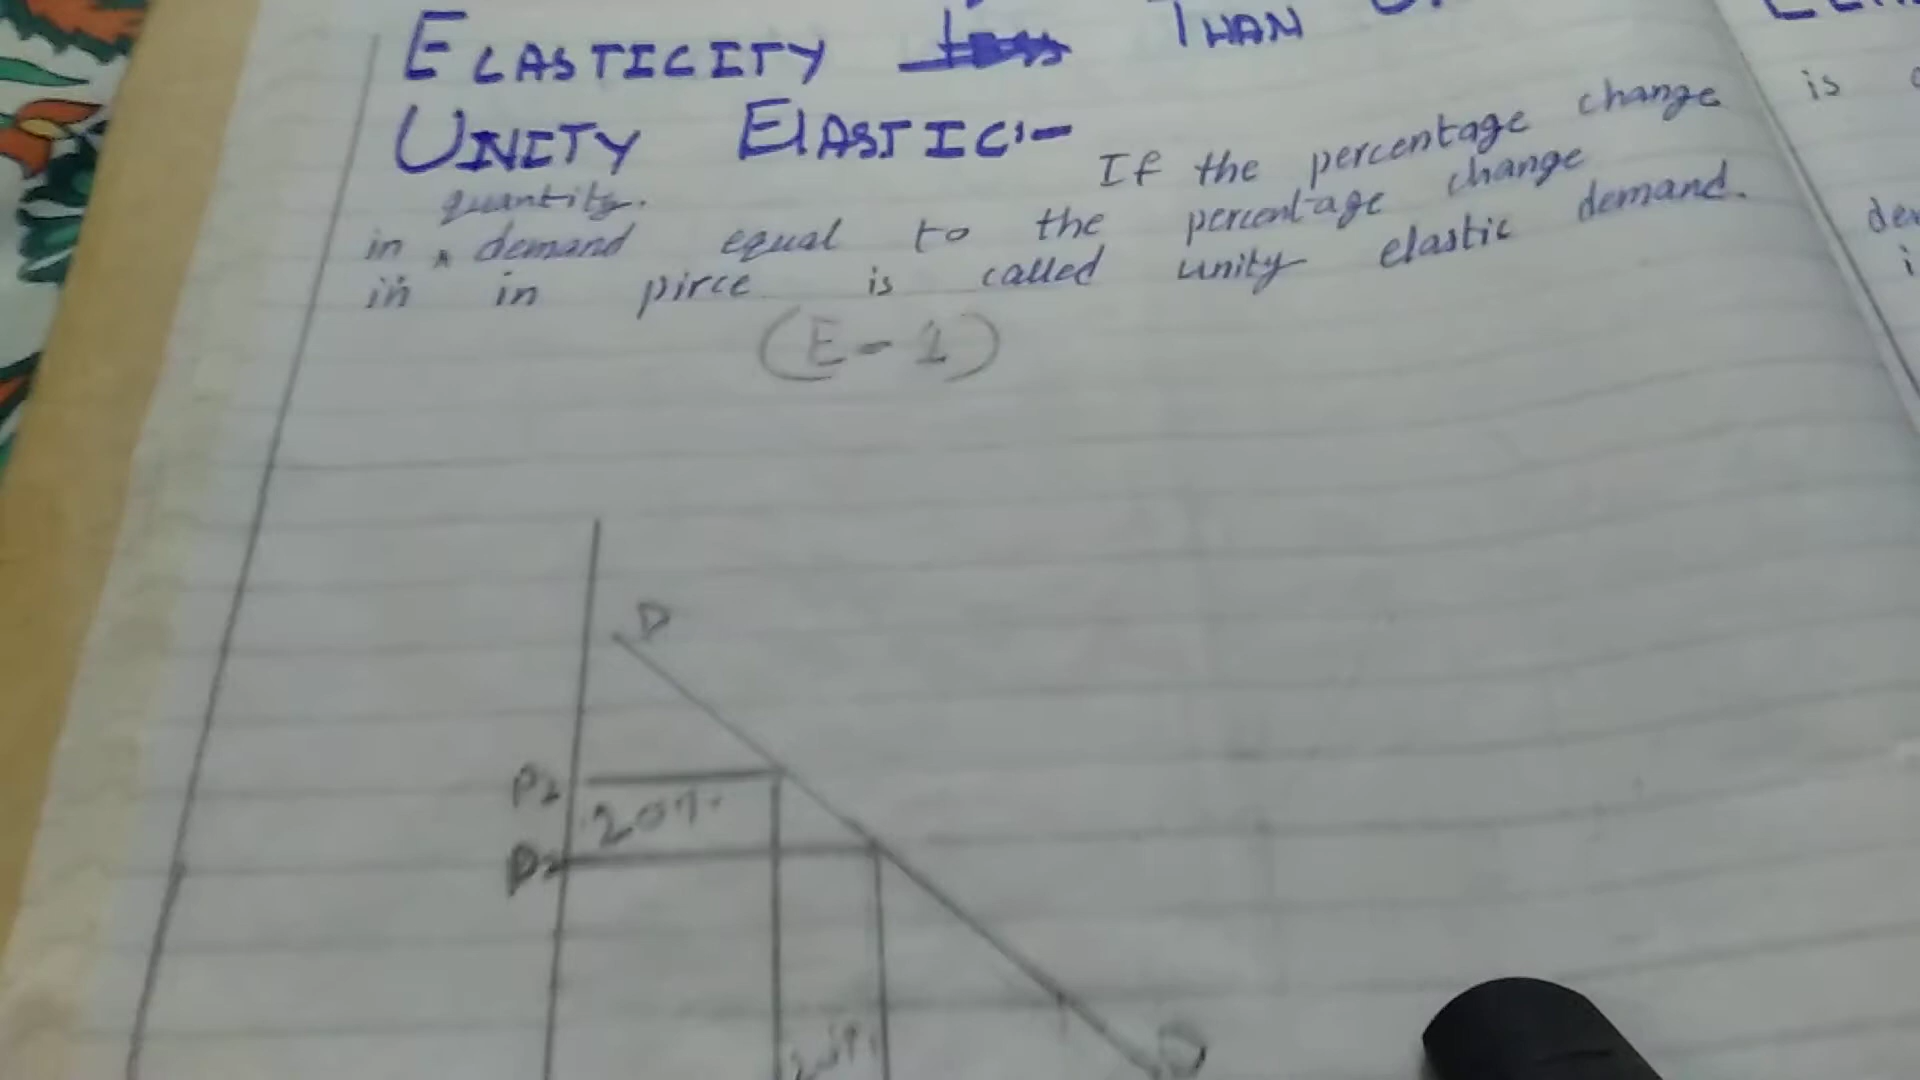 ELASTICITY THAN
UNITY ELASTIC:-
If the percentage change
quantity.
in ^ demand equal to the percentage change
in in pirce is called unity elastic demand.
(E-1)
is
D
P2
20%
P2
D